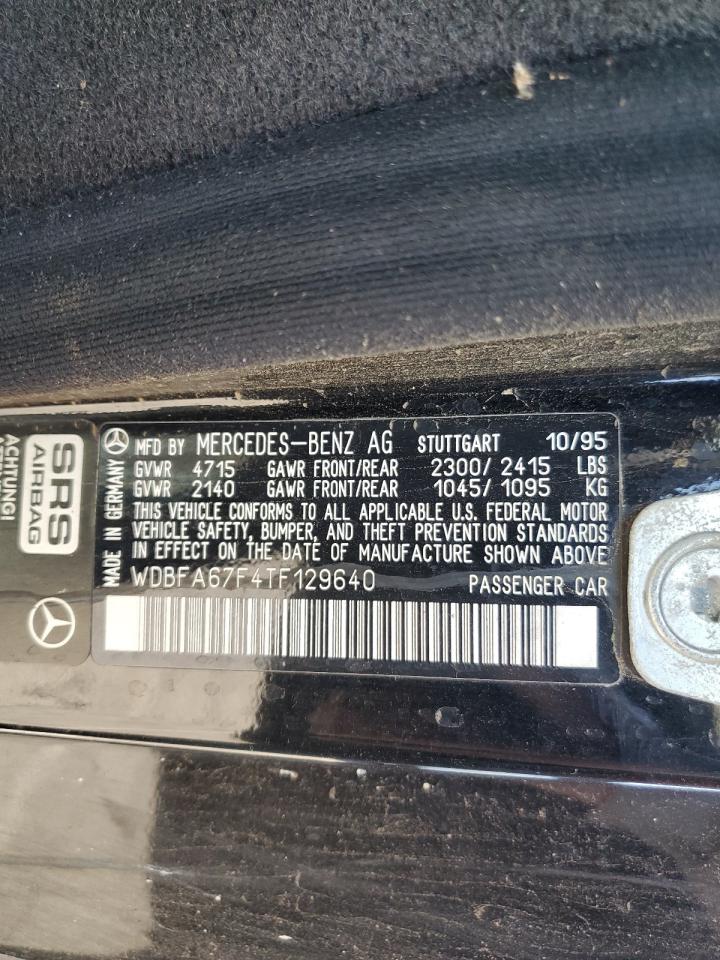 MFD BY MERCEDES-BENZ AG STUTTGART 10/95
GVWR 4715 GAWR FRONT/REAR 2300/ 2415 LBS
GVWR 2140 GAWR FRONT/REAR 1045/ 1095 KG
THIS VEHICLE CONFORMS TO ALL APPLICABLE U.S. FEDERAL MOTOR
VEHICLE SAFETY, BUMPER, AND THEFT PREVENTION STANDARDS
IN EFFECT ON THE DATE OF MANUFACTURE SHOWN ABOVE
WDBFA67F4TF129640 PASSENGER CAR
MADE IN GERMANY
SRS
AIRBAG
ACHTUNG!